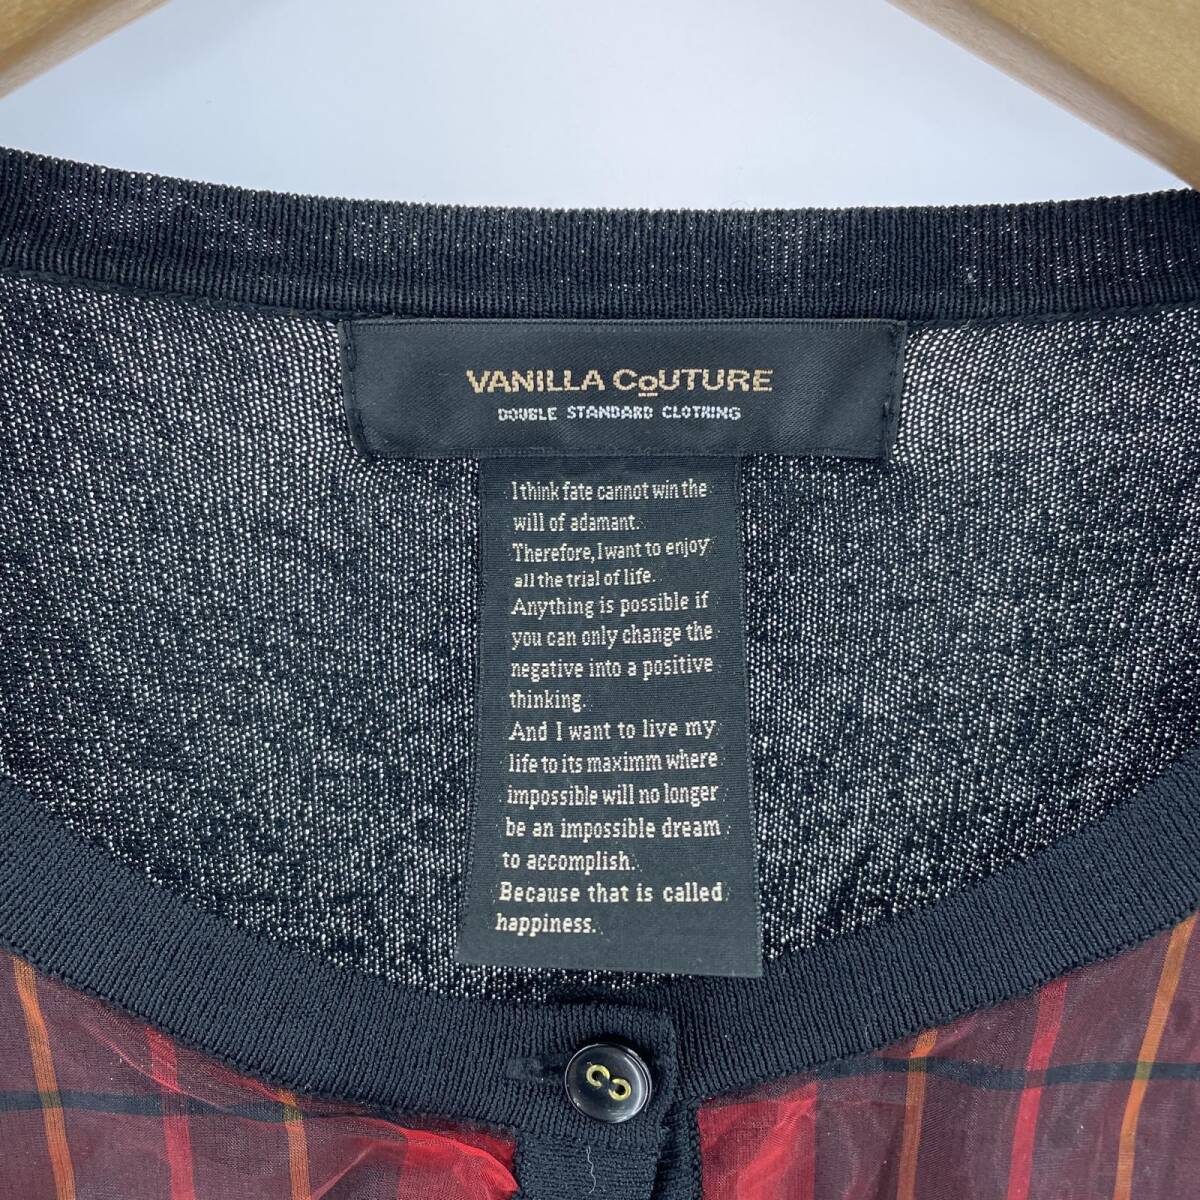 VANILLA COUTURE
DOUBLE STANDARD CLOTHING
I think fate cannot win the
will of adamant.
Therefore, I want to enjoy
all the trial of life.
Anything is possible if
you can only change the
negative into a positive
thinking.
And I want to live my
life to its maximm where
impossible will no longer
be an impossible dream
to accomplish.
Because that is called
happiness.